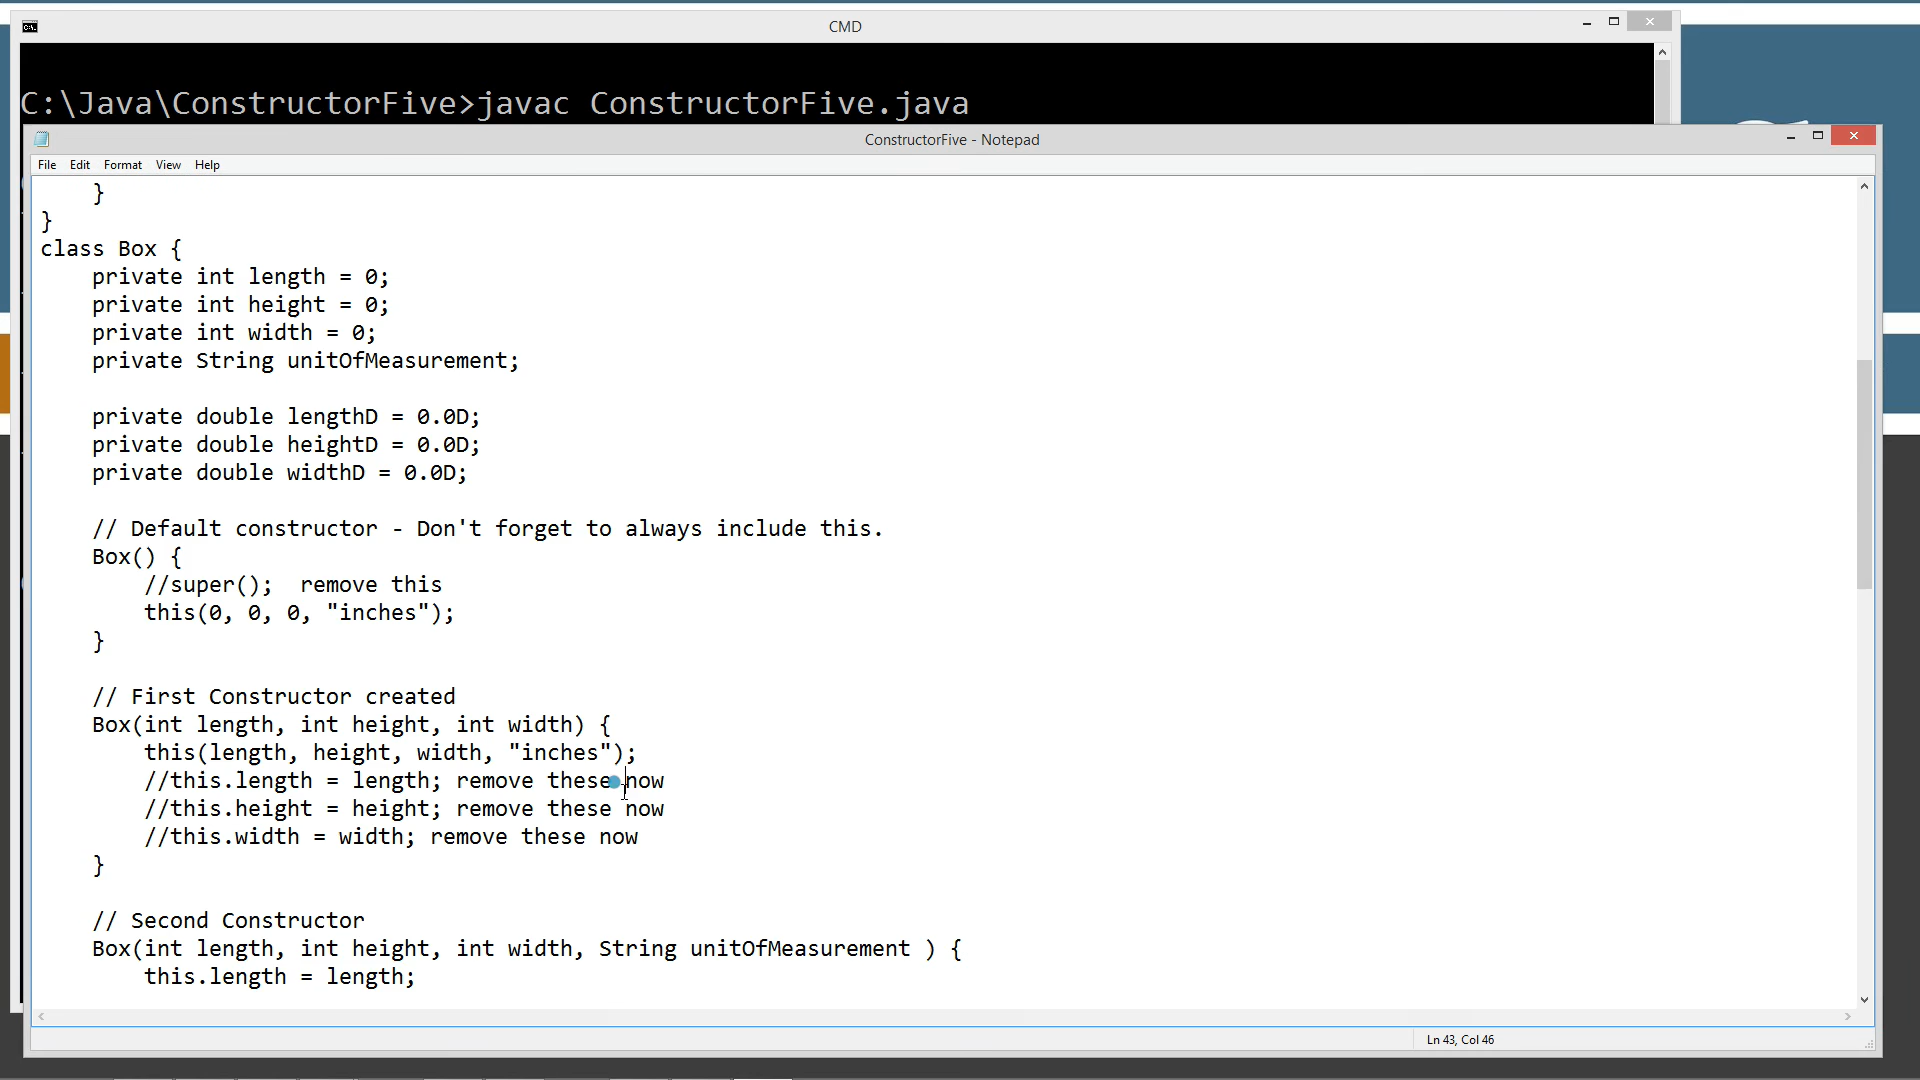 CMD
C:\Java\ConstructorFive>javac ConstructorFive.java
ConstructorFive - Notepad
File Edit Format View Help
    }
}
class Box {
    private int length = 0;
    private int height = 0;
    private int width = 0;
    private String unitOfMeasurement;

    private double lengthD = 0.0D;
    private double heightD = 0.0D;
    private double widthD = 0.0D;

    // Default constructor - Don't forget to always include this.
    Box() {
        //super();  remove this
        this(0, 0, 0, "inches");
    }

    // First Constructor created
    Box(int length, int height, int width) {
        this(length, height, width, "inches");
        //this.length = length; remove these now
        //this.height = height; remove these now
        //this.width = width; remove these now
    }

    // Second Constructor
    Box(int length, int height, int width, String unitOfMeasurement ) {
        this.length = length;
Ln 43, Col 46